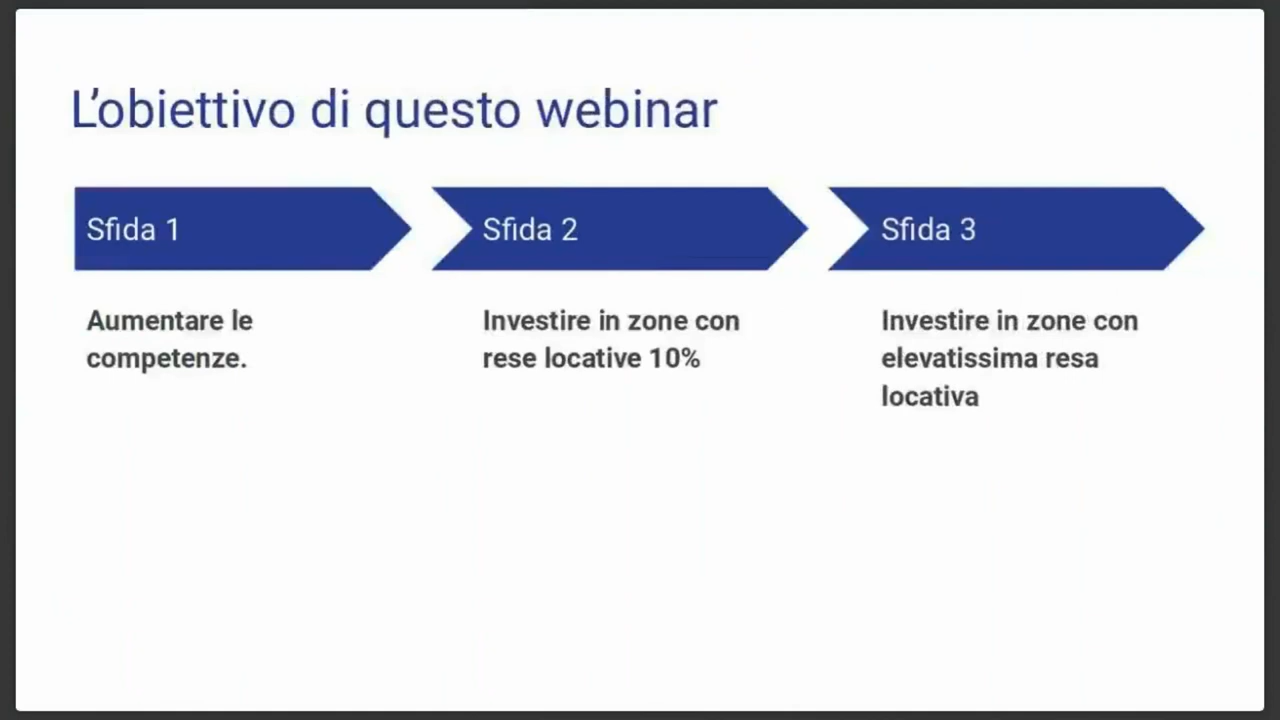 L’obiettivo di questo webinar
Sfida 1
Sfida 2
Sfida 3
Aumentare le
competenze.
Investire in zone con
rese locative 10%
Investire in zone con
elevatissima resa
locativa